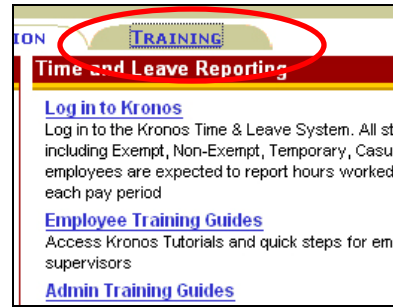 ION TRAINING
Time and Leave Reporting
Log in to Kronos
Log in to the Kronos Time & Leave System. All st
including Exempt, Non-Exempt, Temporary, Casu
employees are expected to report hours worked
each pay period
Employee Training Guides
Access Kronos Tutorials and quick steps for em
supervisors
Admin Training Guides